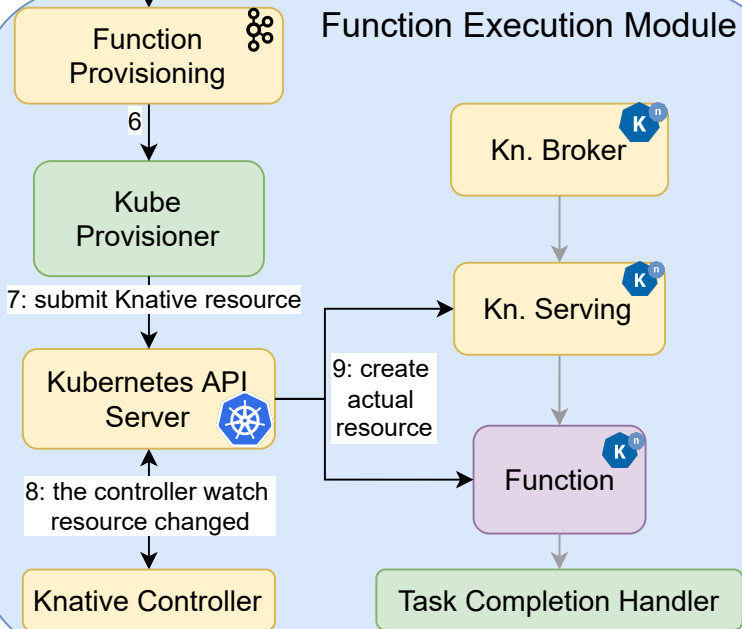 Function Execution Module
Function
Provisioning
6
Kn. Broker
n
K
Kube
Provisioner
7: submit Knative resource
Kn. Serving
n
K
Kubernetes API
Server
9: create
actual
resource
8: the controller watch
resource changed
Function
n
K
Knative Controller
Task Completion Handler